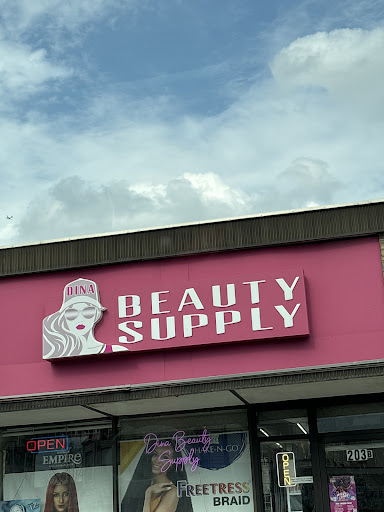 DINA
BEAUTY
SUPPLY
OPEN
EMPIRE
Dina Beauty
Supply
FREETRESS
BRAID
OPEN
203B